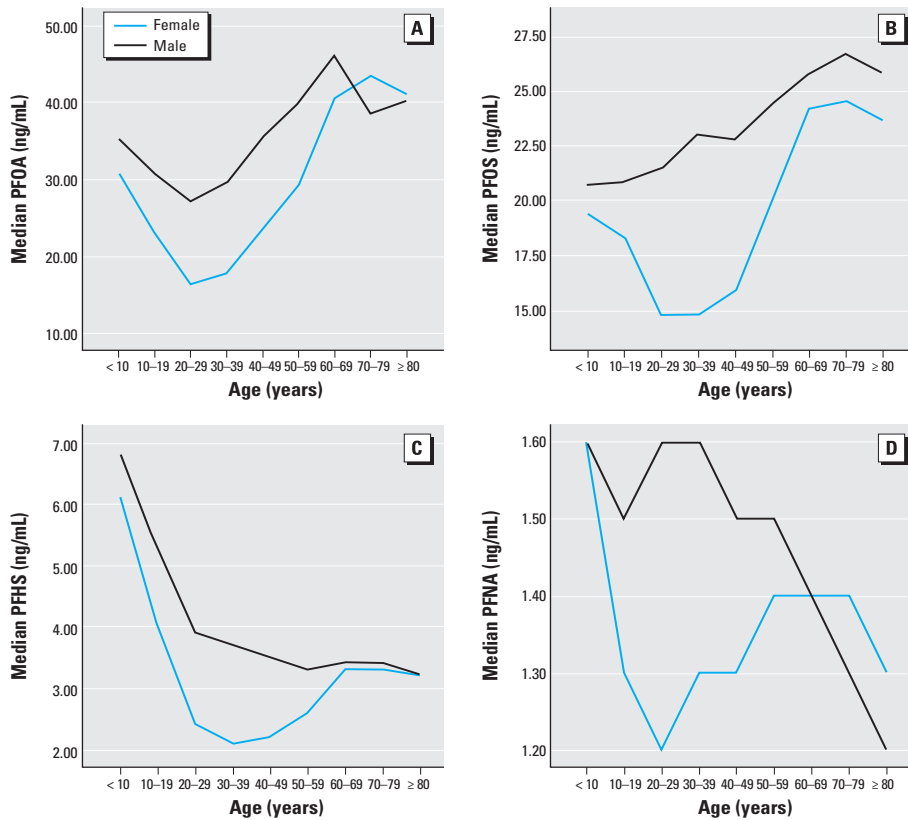 A
Female
Male
Median PFOA (ng/mL)
50.00
40.00
30.00
20.00
10.00
< 10 10–19 20–29 30–39 40–49 50–59 60–69 70–79 ≥ 80
Age (years)
B
Median PFOS (ng/mL)
27.50
25.00
22.50
20.00
17.50
15.00
< 10 10–19 20–29 30–39 40–49 50–59 60–69 70–79 ≥ 80
Age (years)
C
Median PFHS (ng/mL)
7.00
6.00
5.00
4.00
3.00
2.00
< 10 10–19 20–29 30–39 40–49 50–59 60–69 70–79 ≥ 80
Age (years)
D
Median PFNA (ng/mL)
1.60
1.50
1.40
1.30
1.20
< 10 10–19 20–29 30–39 40–49 50–59 60–69 70–79 ≥ 80
Age (years)